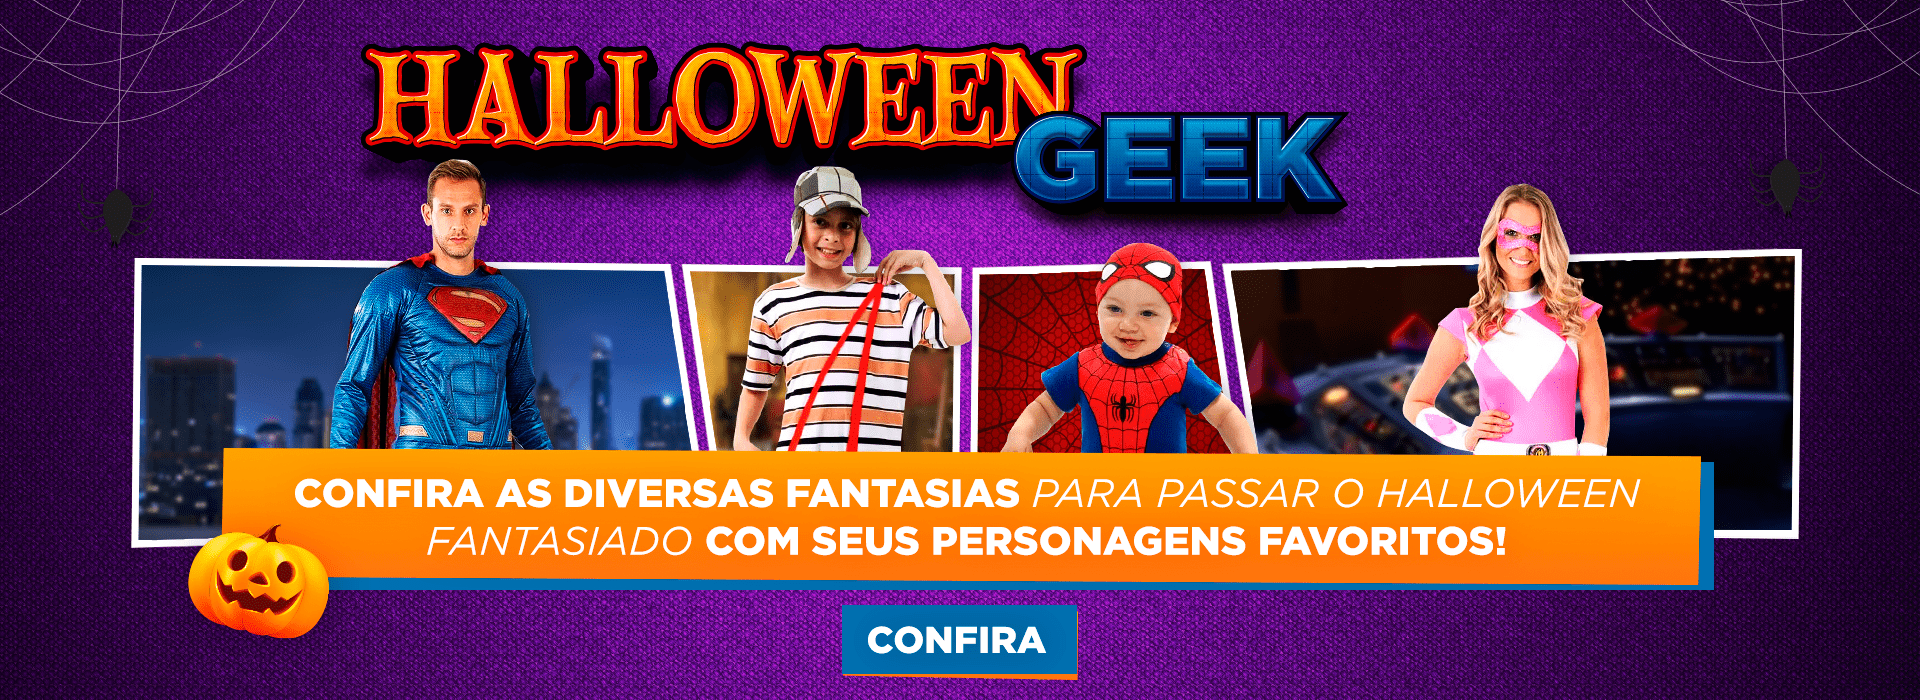 HALLOWEEN
GEEK
CONFIRA AS DIVERSAS FANTASIAS PARA PASSAR O HALLOWEEN
FANTASIADO COM SEUS PERSONAGENS FAVORITOS!
CONFIRA